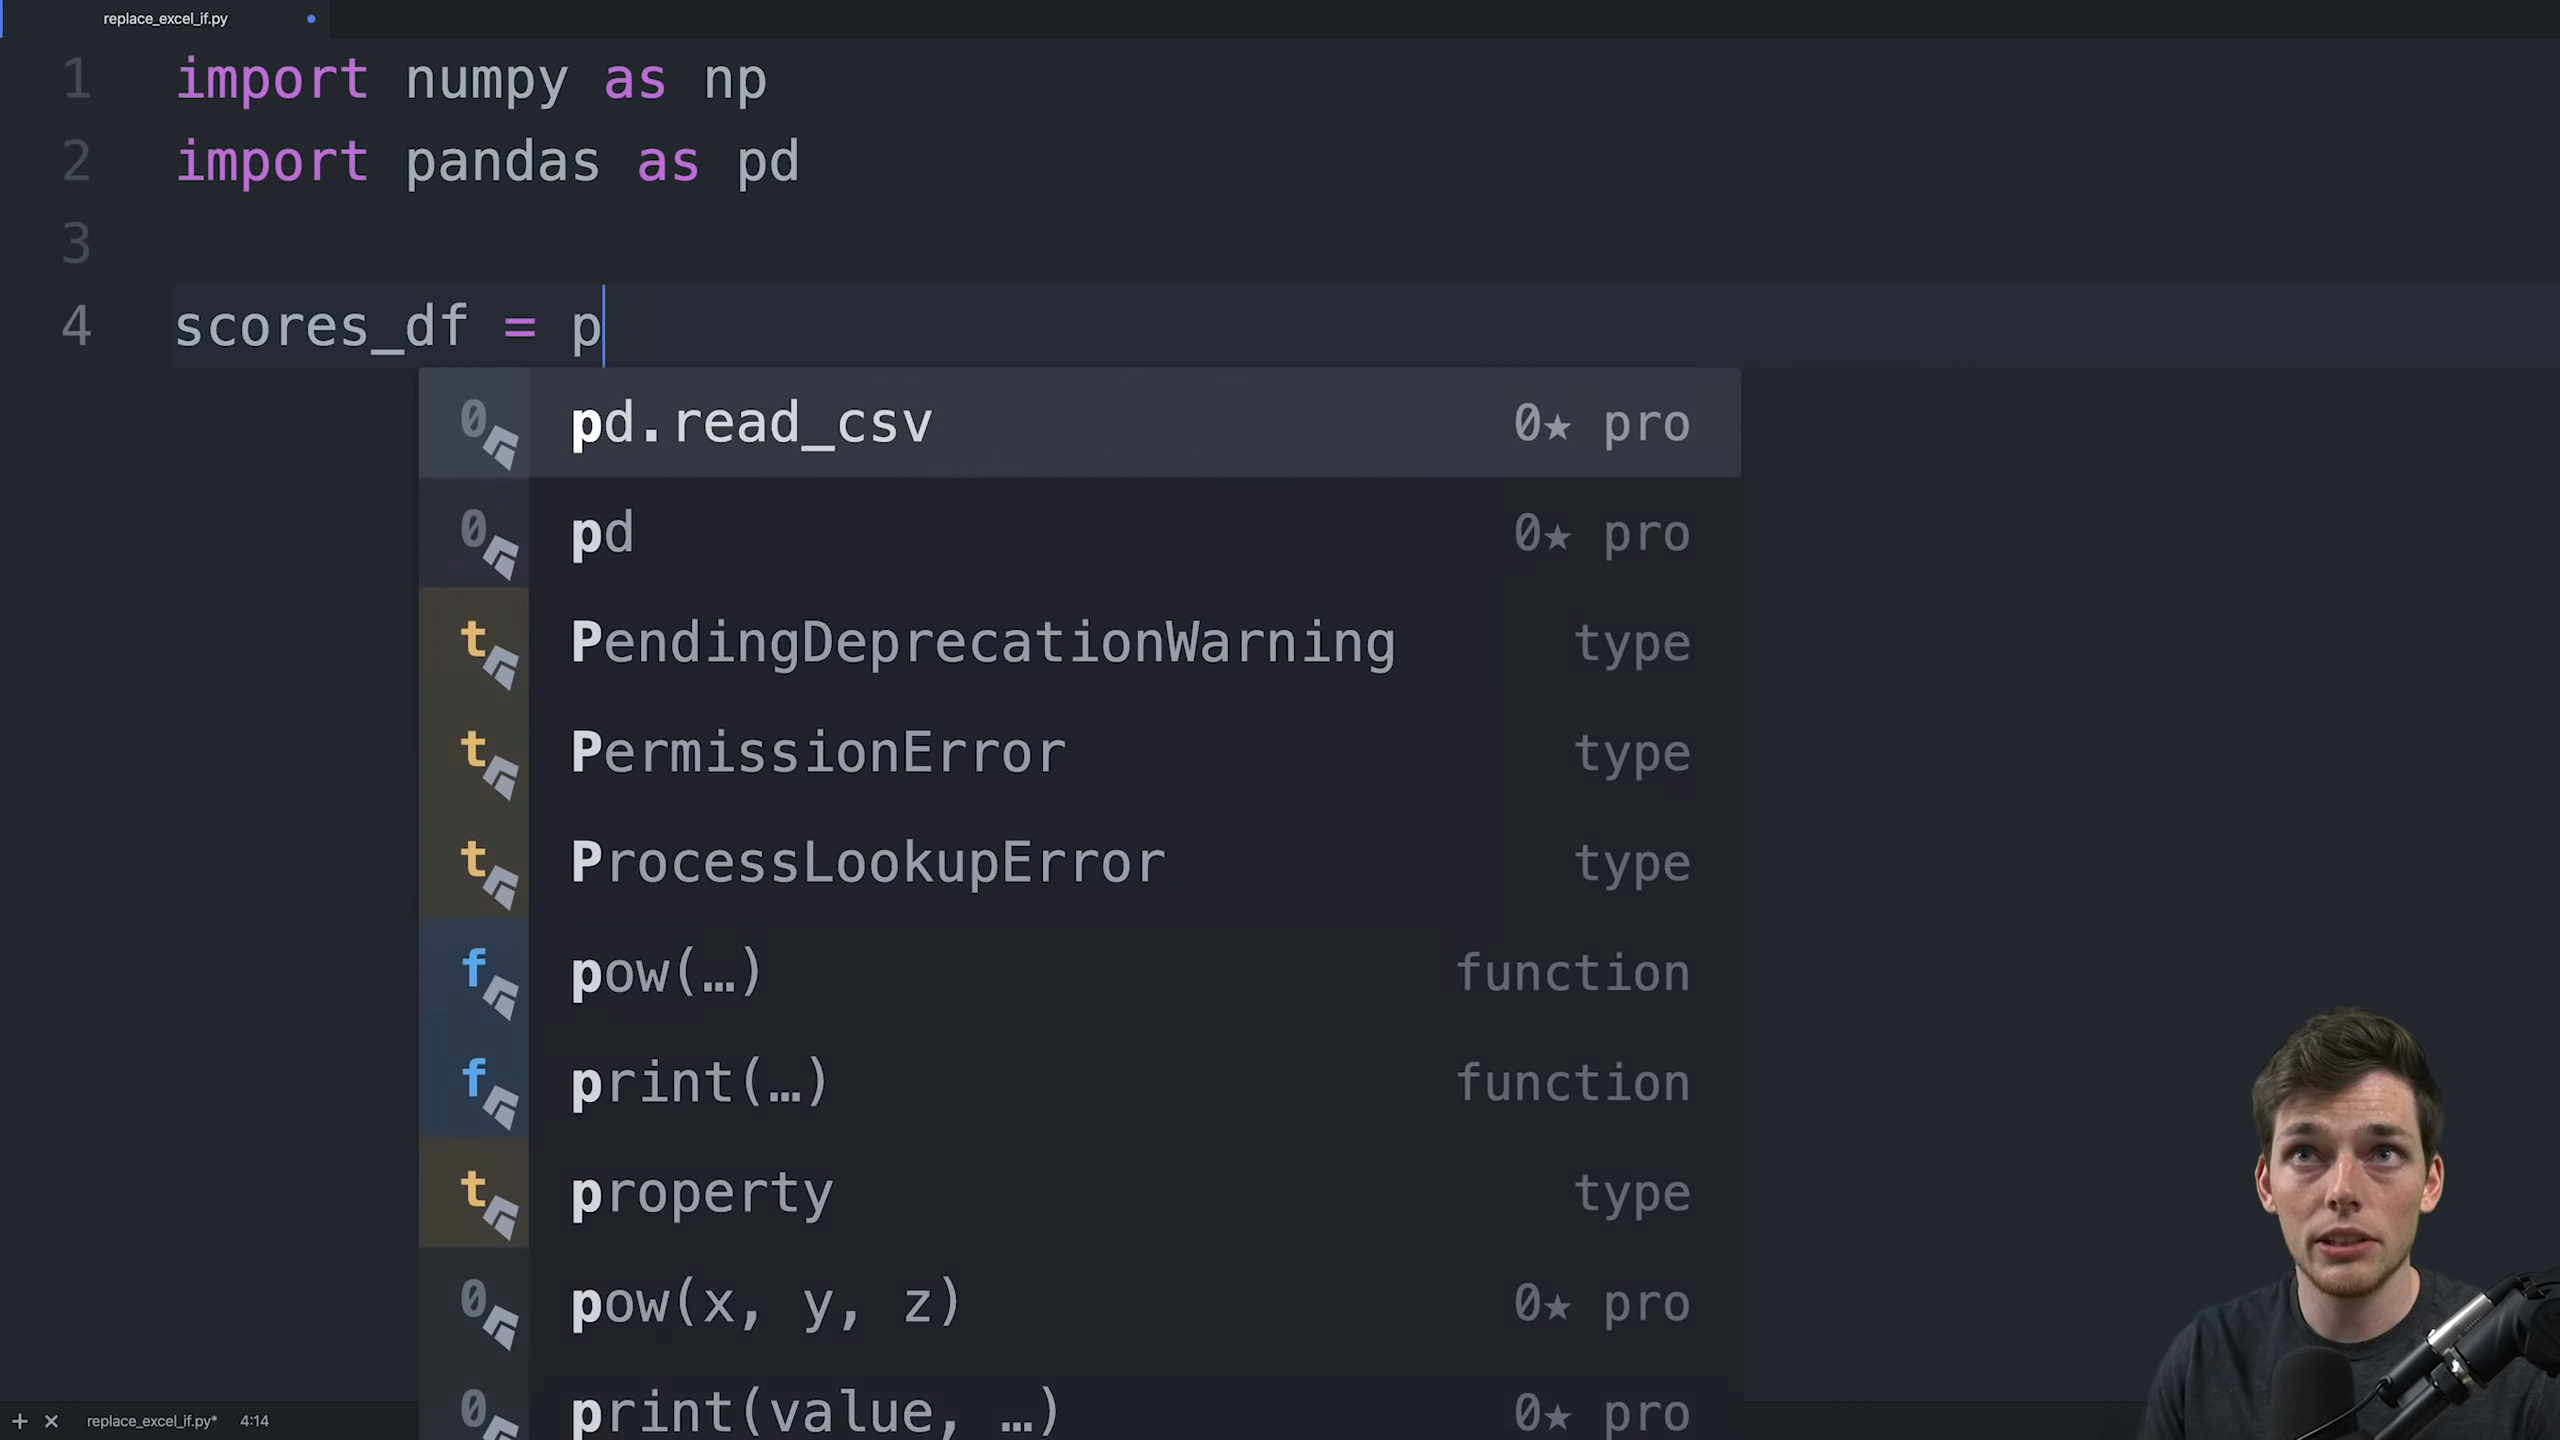 replace_excel_if.py
1 import numpy as np
2 import pandas as pd
3
4 scores_df = p
0 pd.read_csv 0★ pro
0 pd 0★ pro
t PendingDeprecationWarning type
t PermissionError type
t ProcessLookupError type
f pow(…) function
f print(…) function
t property type
0 pow(x, y, z) 0★ pro
0 print(value, …) 0★ pro
+ × replace_excel_if.py* 4:14